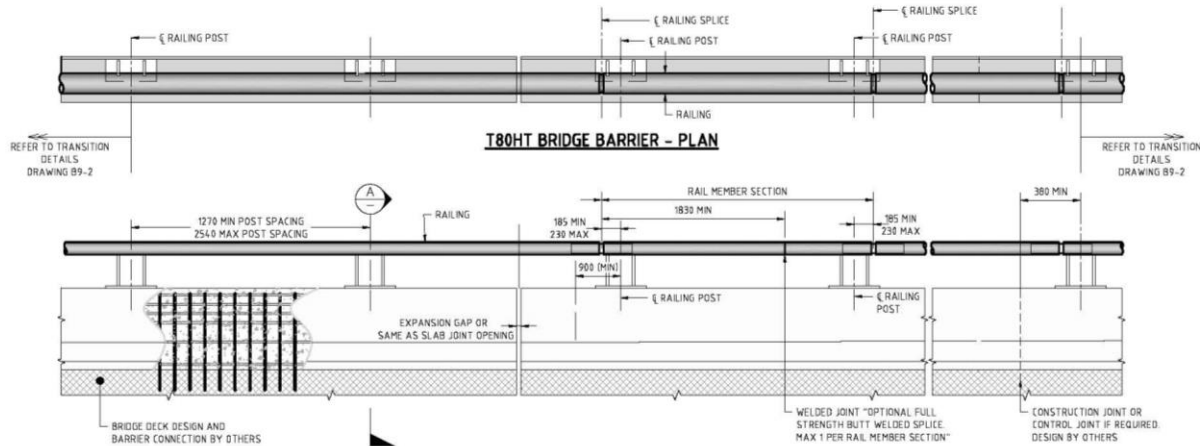 ℄ RAILING SPLICE
℄ RAILING SPLICE
℄ RAILING POST
℄ RAILING POST
℄ RAILING POST
RAILING
T80HT BRIDGE BARRIER - PLAN
REFER TO TRANSITION
DETAILS
DRAWING B9-2
REFER TO TRANSITION
DETAILS
DRAWING B9-2
A
-
RAIL MEMBER SECTION
380 MIN
1270 MIN POST SPACING
2540 MAX POST SPACING
RAILING
185 MIN
230 MAX
1830 MIN
185 MIN
230 MAX
900 (MIN)
℄ RAILING POST
℄ RAILING
POST
EXPANSION GAP OR
SAME AS SLAB JOINT OPENING
BRIDGE DECK DESIGN AND
BARRIER CONNECTION BY OTHERS
WELDED JOINT "OPTIONAL FULL
STRENGTH BUTT WELDED SPLICE.
MAX 1 PER RAIL MEMBER SECTION"
CONSTRUCTION JOINT OR
CONTROL JOINT IF REQUIRED.
DESIGN BY OTHERS